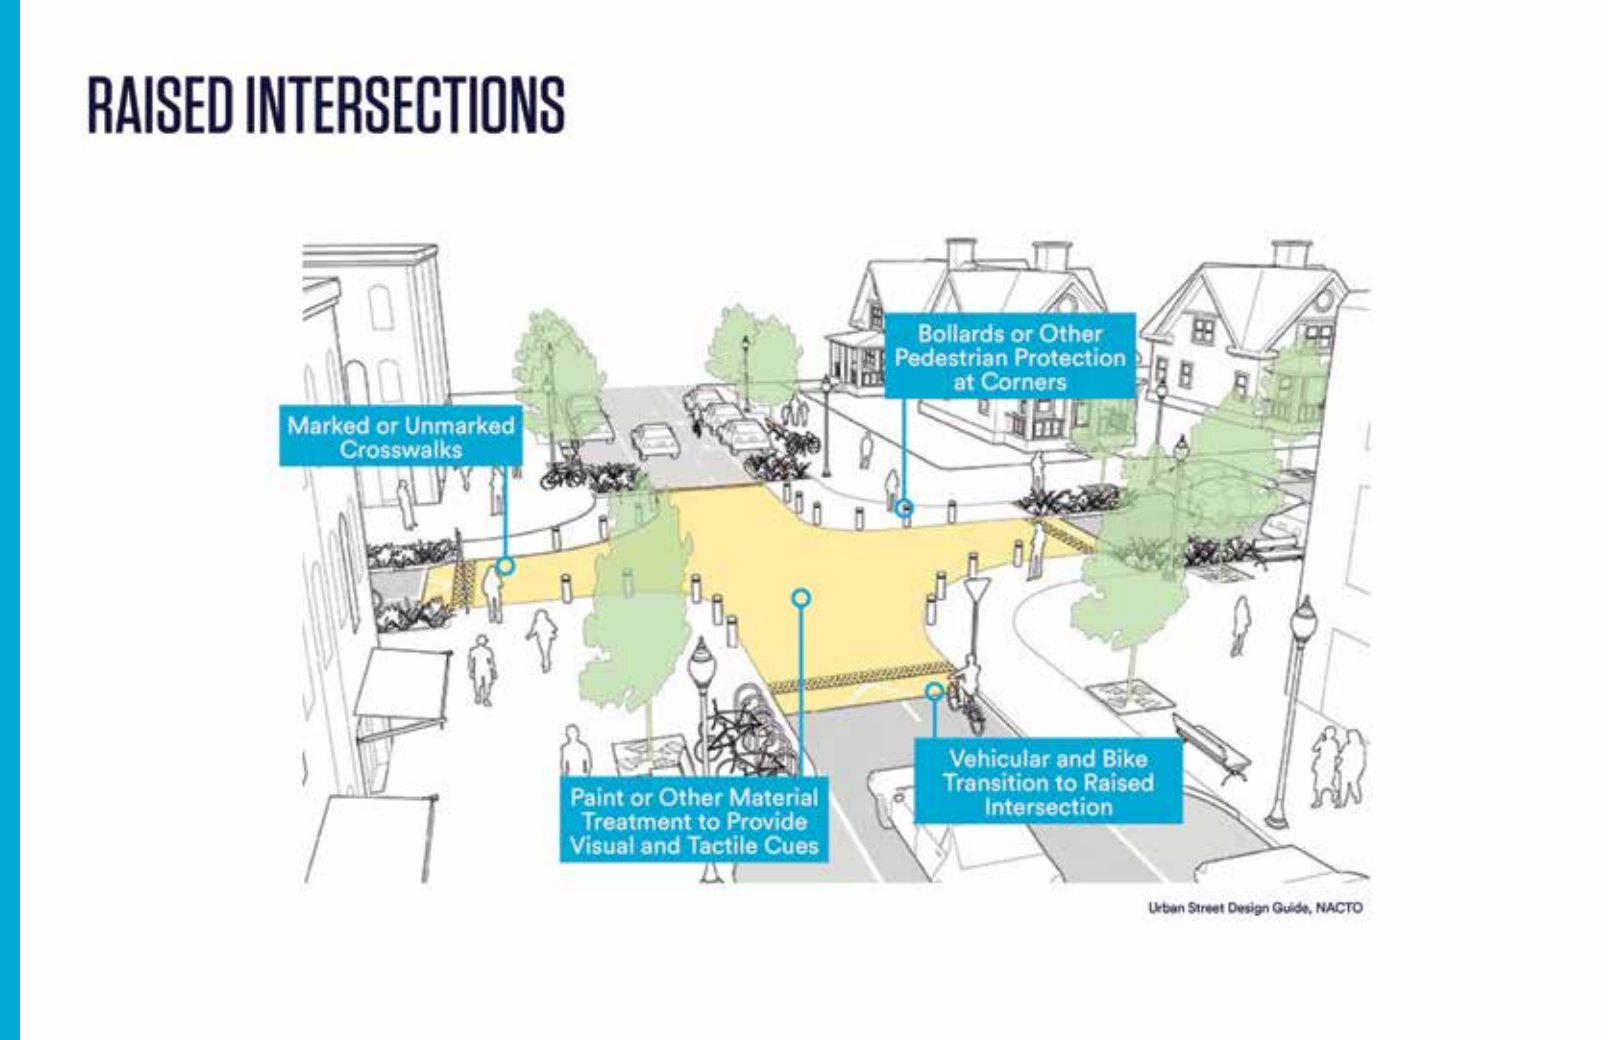 RAISED INTERSECTIONS
Bollards or Other
Pedestrian Protection
at Corners
Marked or Unmarked
Crosswalks
Vehicular and Bike
Transition to Raised
Intersection
Paint or Other Material
Treatment to Provide
Visual and Tactile Cues
Urban Street Design Guide, NACTO